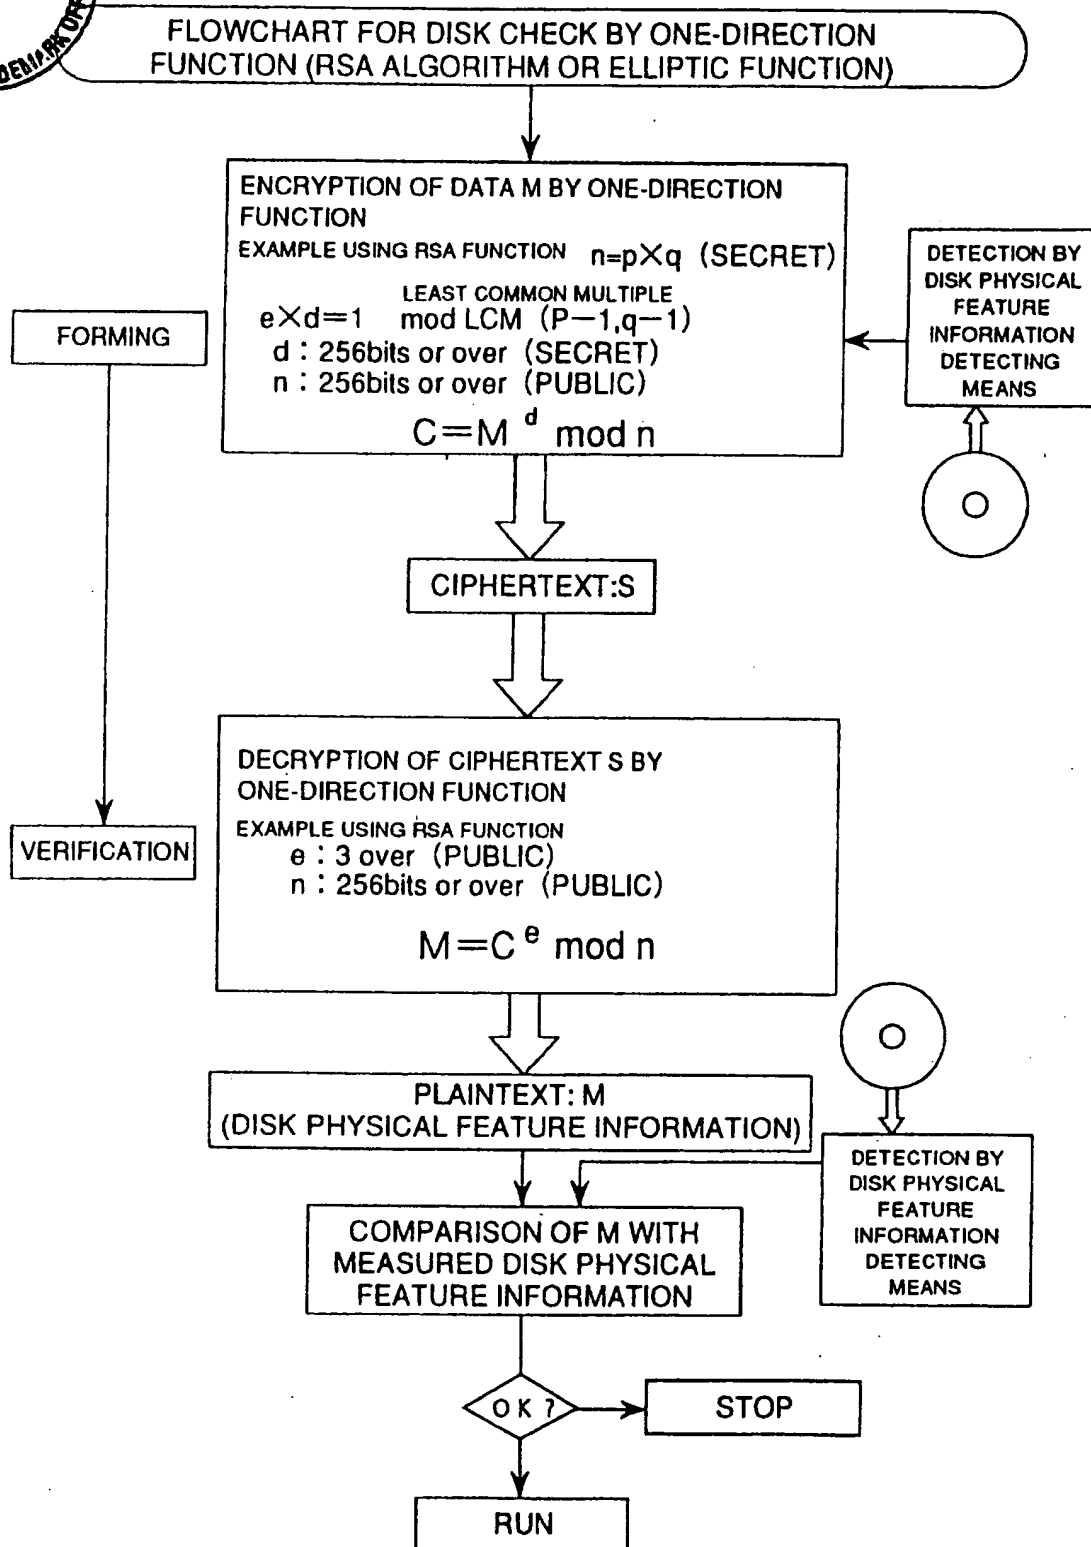 FLOWCHART FOR DISK CHECK BY ONE-DIRECTION
FUNCTION (RSA ALGORITHM OR ELLIPTIC FUNCTION)
ENCRYPTION OF DATA M BY ONE-DIRECTION
FUNCTION
EXAMPLE USING RSA FUNCTION n=p×q (SECRET)
LEAST COMMON MULTIPLE
e×d=1 mod LCM (P-1,q-1)
d : 256bits or over (SECRET)
n : 256bits or over (PUBLIC)
C=M^d mod n
DETECTION BY
DISK PHYSICAL
FEATURE
INFORMATION
DETECTING
MEANS
FORMING
CIPHERTEXT:S
DECRYPTION OF CIPHERTEXT S BY
ONE-DIRECTION FUNCTION
EXAMPLE USING RSA FUNCTION
e : 3 over (PUBLIC)
n : 256bits or over (PUBLIC)
M=C^e mod n
VERIFICATION
PLAINTEXT: M
(DISK PHYSICAL FEATURE INFORMATION)
DETECTION BY
DISK PHYSICAL
FEATURE
INFORMATION
DETECTING
MEANS
COMPARISON OF M WITH
MEASURED DISK PHYSICAL
FEATURE INFORMATION
OK?
STOP
RUN